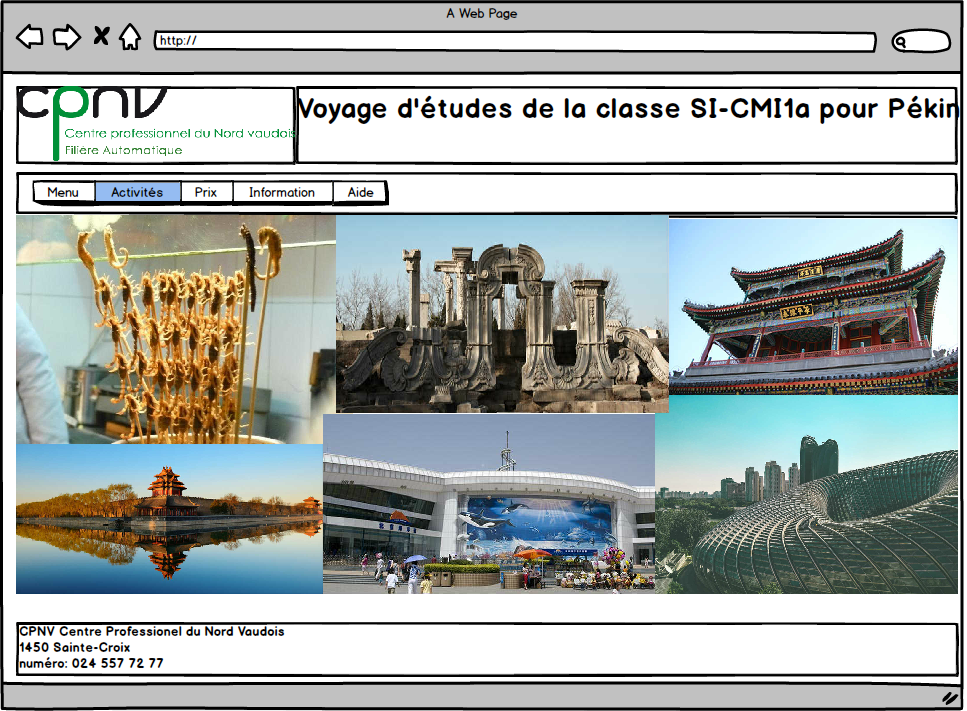 A Web Page
http://
cpnv
Centre professionnel du Nord vaudois
Filière Automatique
Voyage d'études de la classe SI-CMI1a pour Pékin
Menu Activités Prix Information Aide
CPNV Centre Professionel du Nord Vaudois
1450 Sainte-Croix
numéro: 024 557 72 77